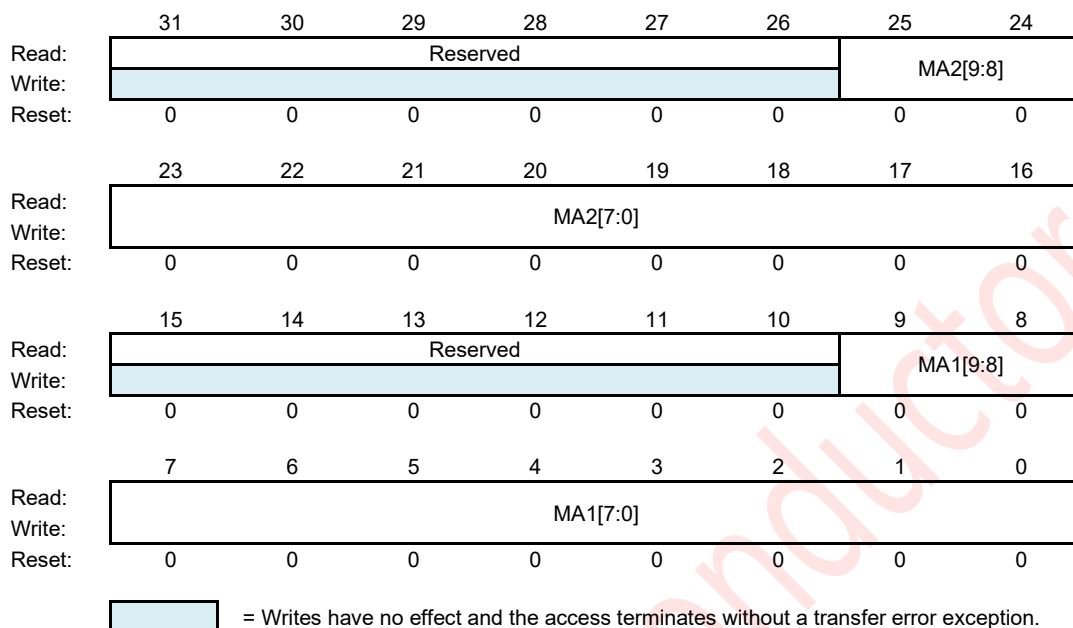 31 30 29 28 27 26 25 24
Read: Reserved MA2[9:8]
Write:
Reset: 0 0 0 0 0 0 0 0
23 22 21 20 19 18 17 16
Read: MA2[7:0]
Write:
Reset: 0 0 0 0 0 0 0 0
15 14 13 12 11 10 9 8
Read: Reserved MA1[9:8]
Write:
Reset: 0 0 0 0 0 0 0 0
7 6 5 4 3 2 1 0
Read: MA1[7:0]
Write:
Reset: 0 0 0 0 0 0 0 0
= Writes have no effect and the access terminates without a transfer error exception.
onductor